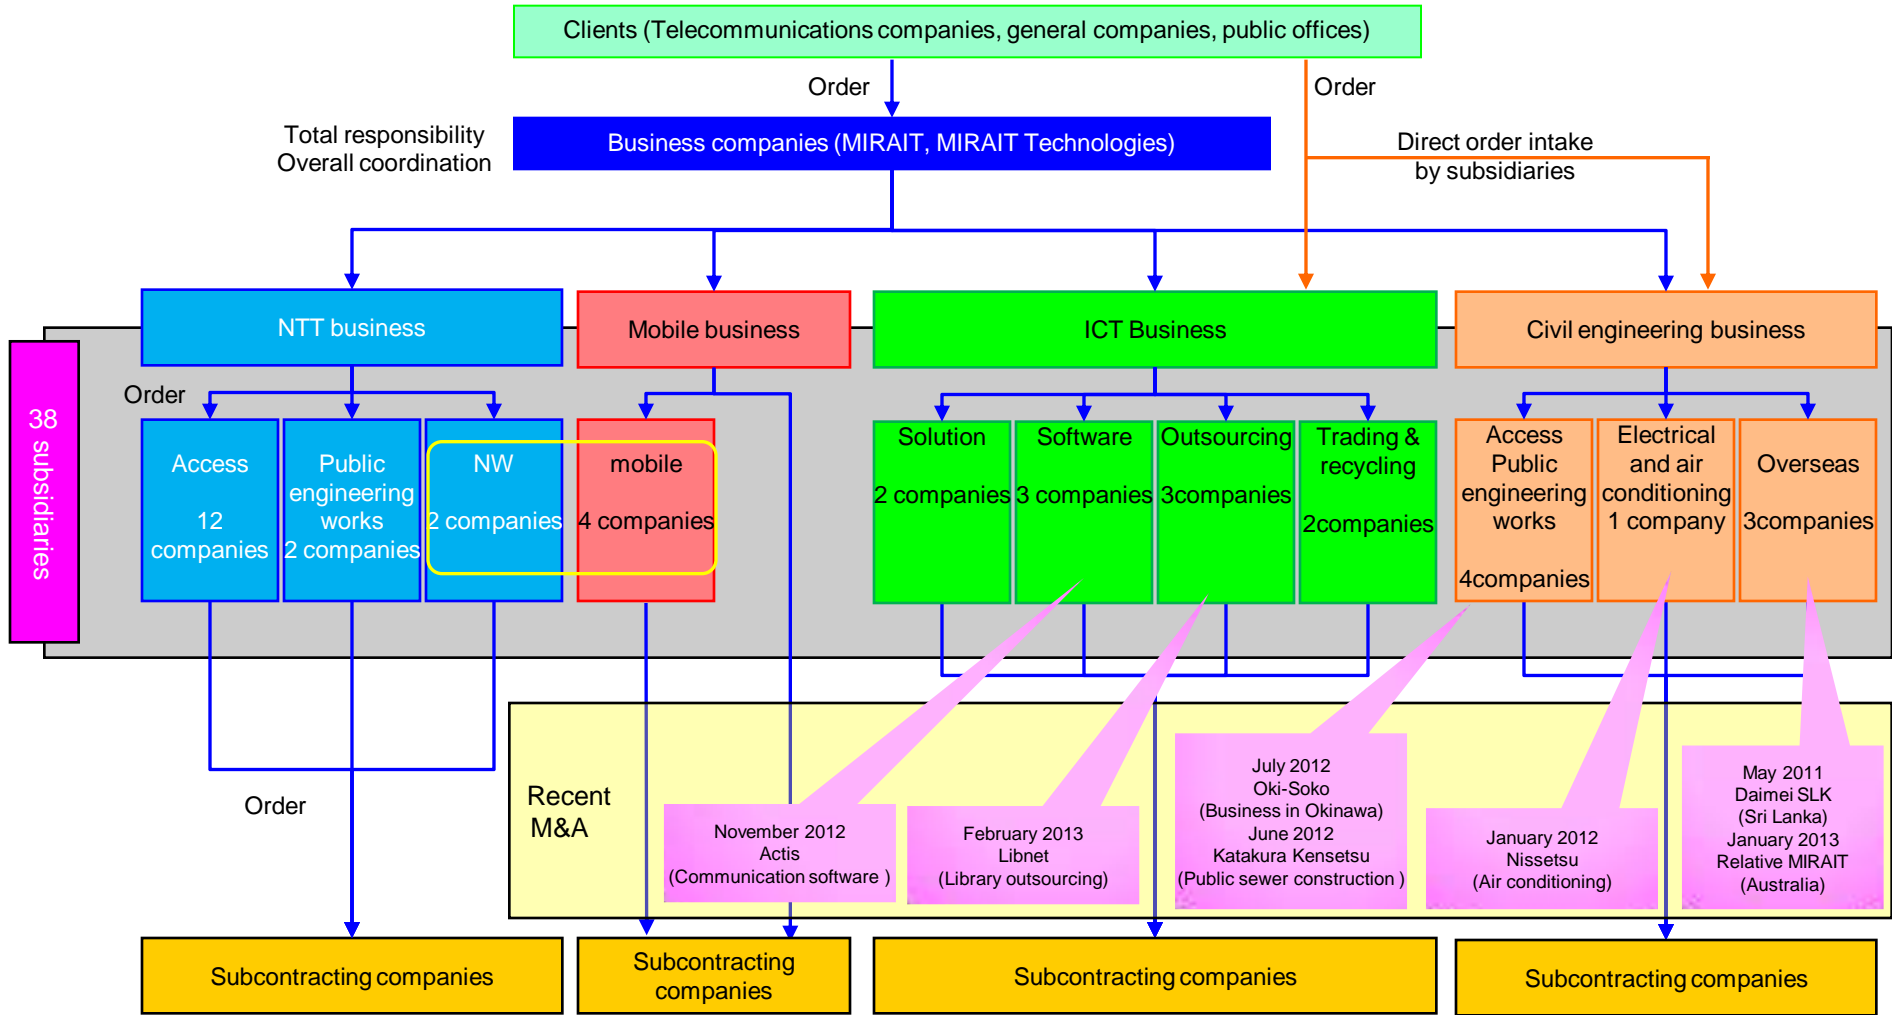 Clients (Telecommunications companies, general companies, public offices)
Order
Order
Total responsibility
Overall coordination
Business companies (MIRAIT, MIRAIT Technologies)
Direct order intake
by subsidiaries
NTT business
Mobile business
ICT Business
Civil engineering business
38 subsidiaries
Order
Access
12
companies
Public
engineering
works
2 companies
NW
2 companies
mobile
4 companies
Solution
2 companies
Software
3 companies
Outsourcing
3companies
Trading &
recycling
2companies
Access
Public
engineering
works
4companies
Electrical
and air
conditioning
1 company
Overseas
3companies
Order
Recent
M&A
November 2012
Actis
(Communication software )
February 2013
Libnet
(Library outsourcing)
July 2012
Oki-Soko
(Business in Okinawa)
June 2012
Katakura Kensetsu
(Public sewer construction )
January 2012
Nissetsu
(Air conditioning)
May 2011
Daimei SLK
(Sri Lanka)
January 2013
Relative MIRAIT
(Australia)
Subcontracting companies
Subcontracting
companies
Subcontracting companies
Subcontracting companies